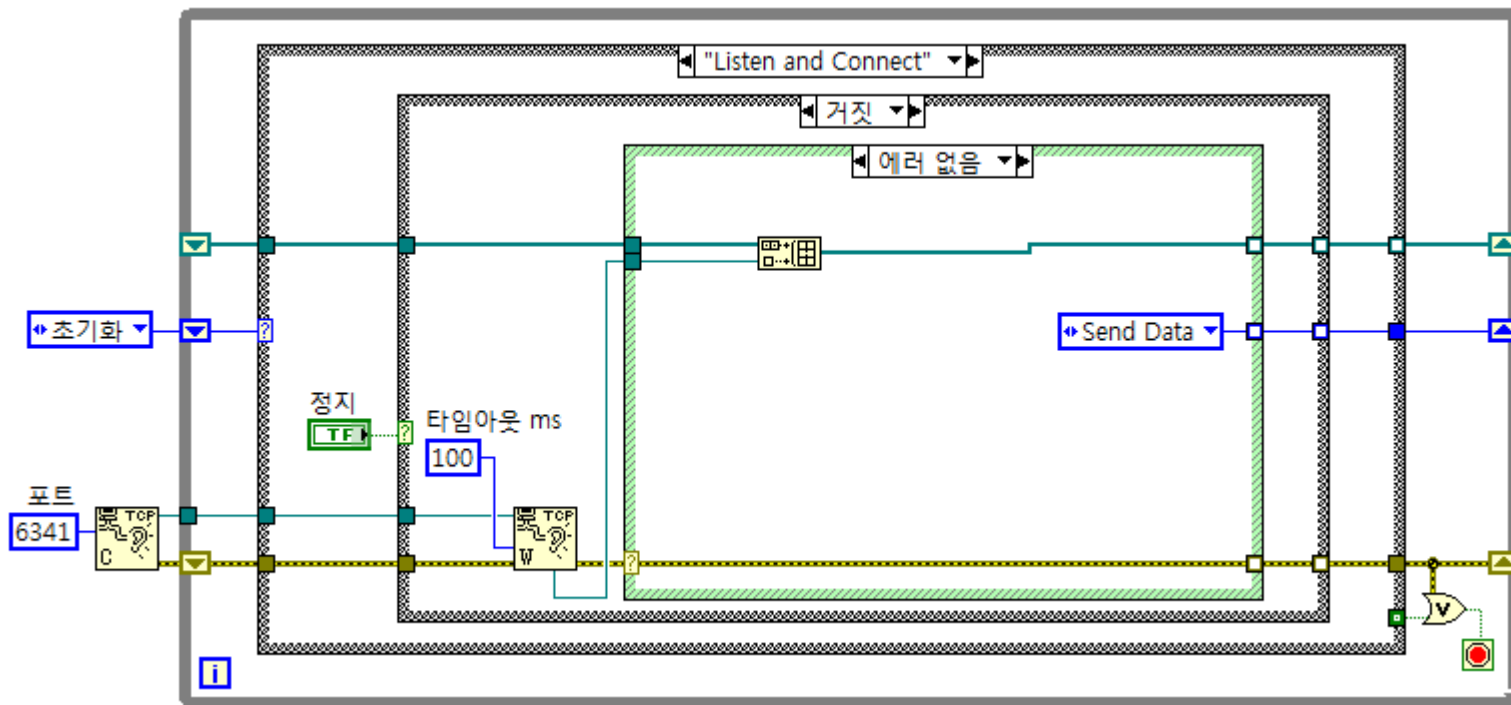 "Listen and Connect"
거짓
에러 없음
초기화
Send Data
정지
TF
타임아웃 ms
100
포트
6341
TCP
C
TCP
W
V
i